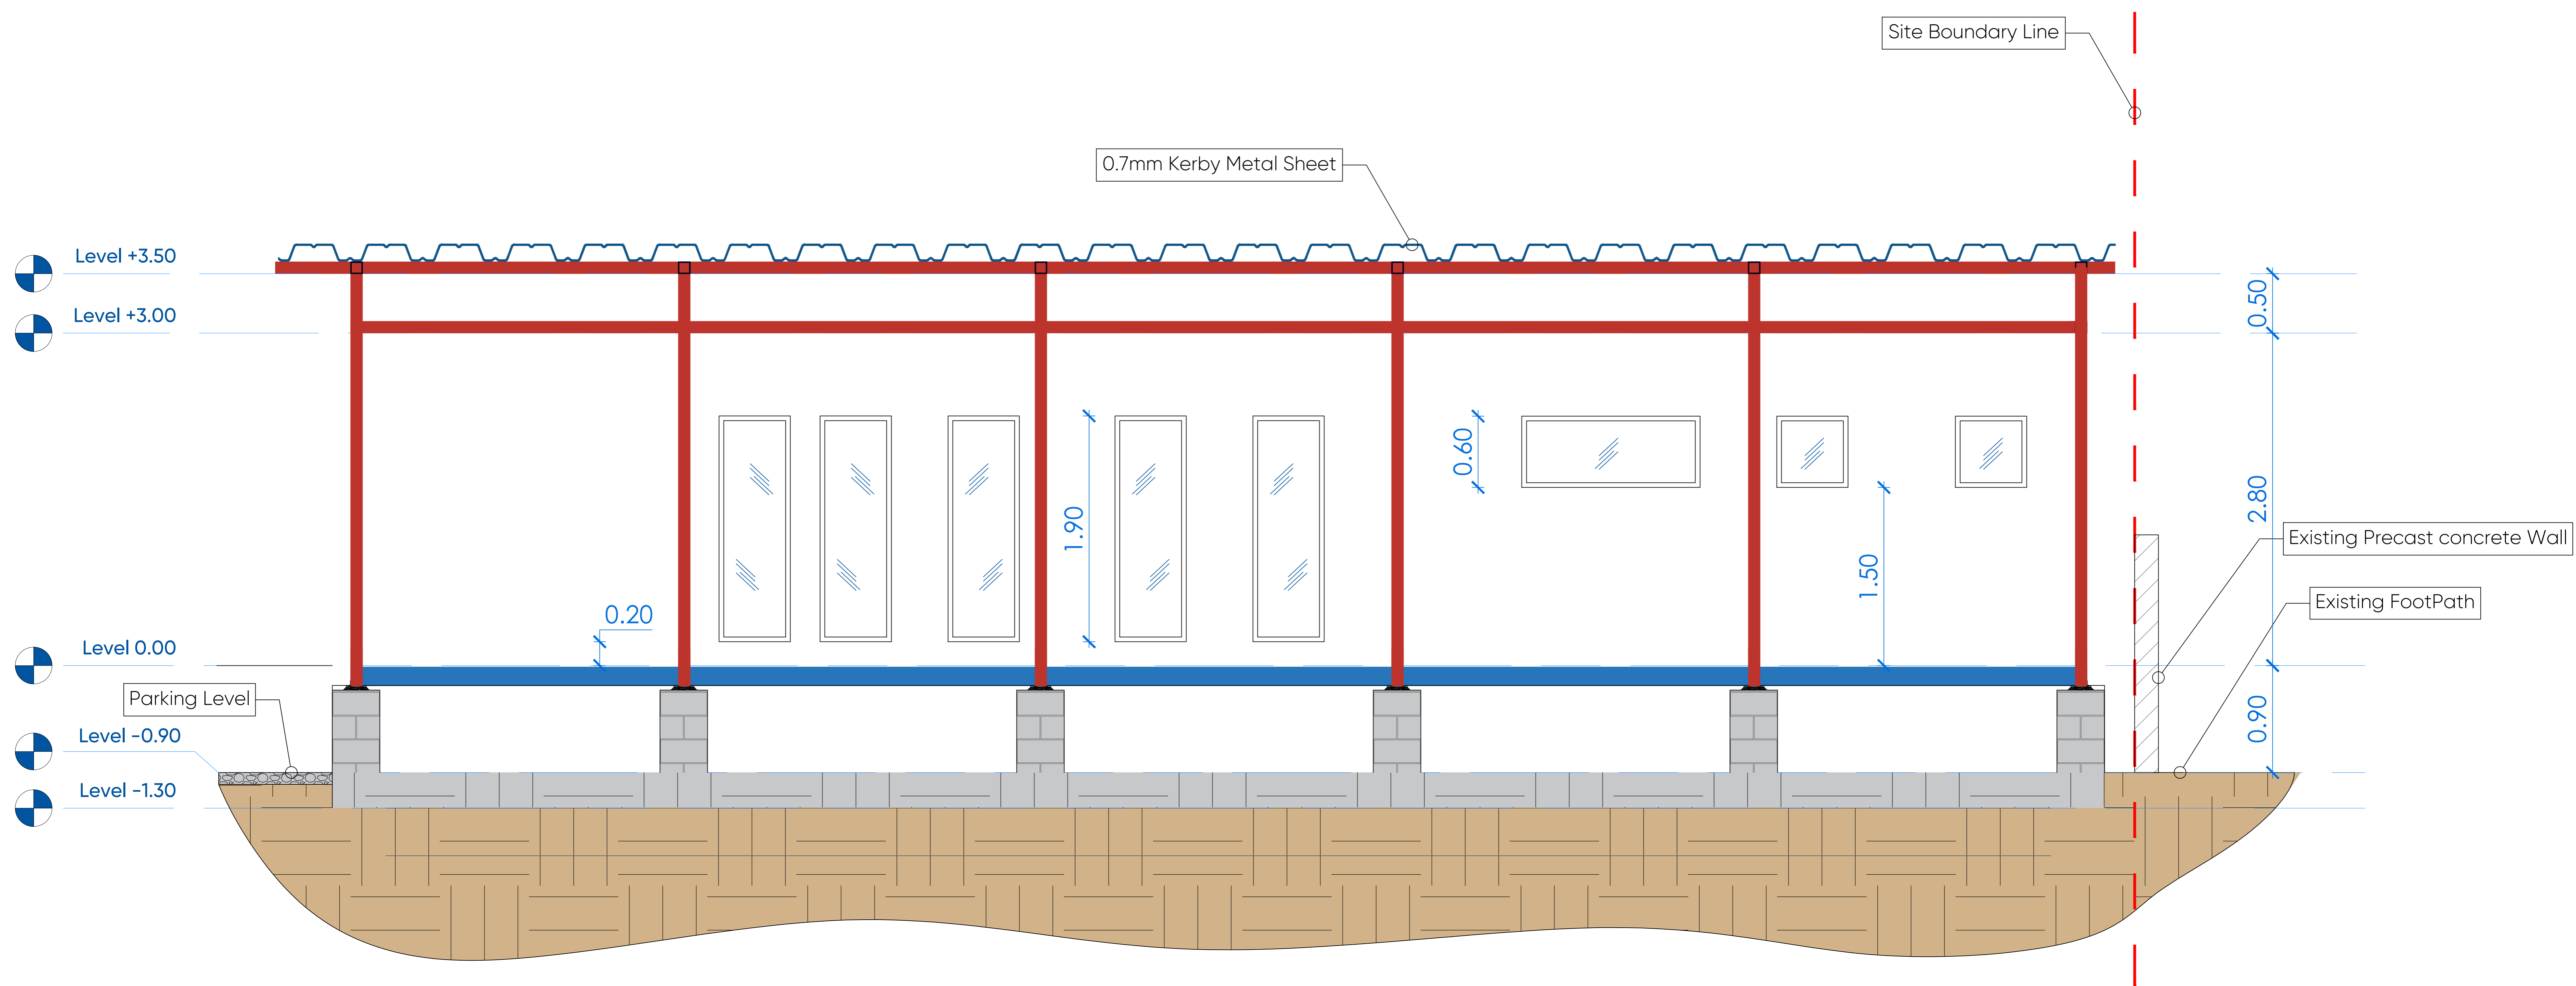 Site Boundary Line
0.7mm Kerby Metal Sheet
Level +3.50
Level +3.00
0.50
0.60
1.90
2.80
1.50
Existing Precast concrete Wall
Existing FootPath
0.20
Level 0.00
Parking Level
Level -0.90
0.90
Level -1.30